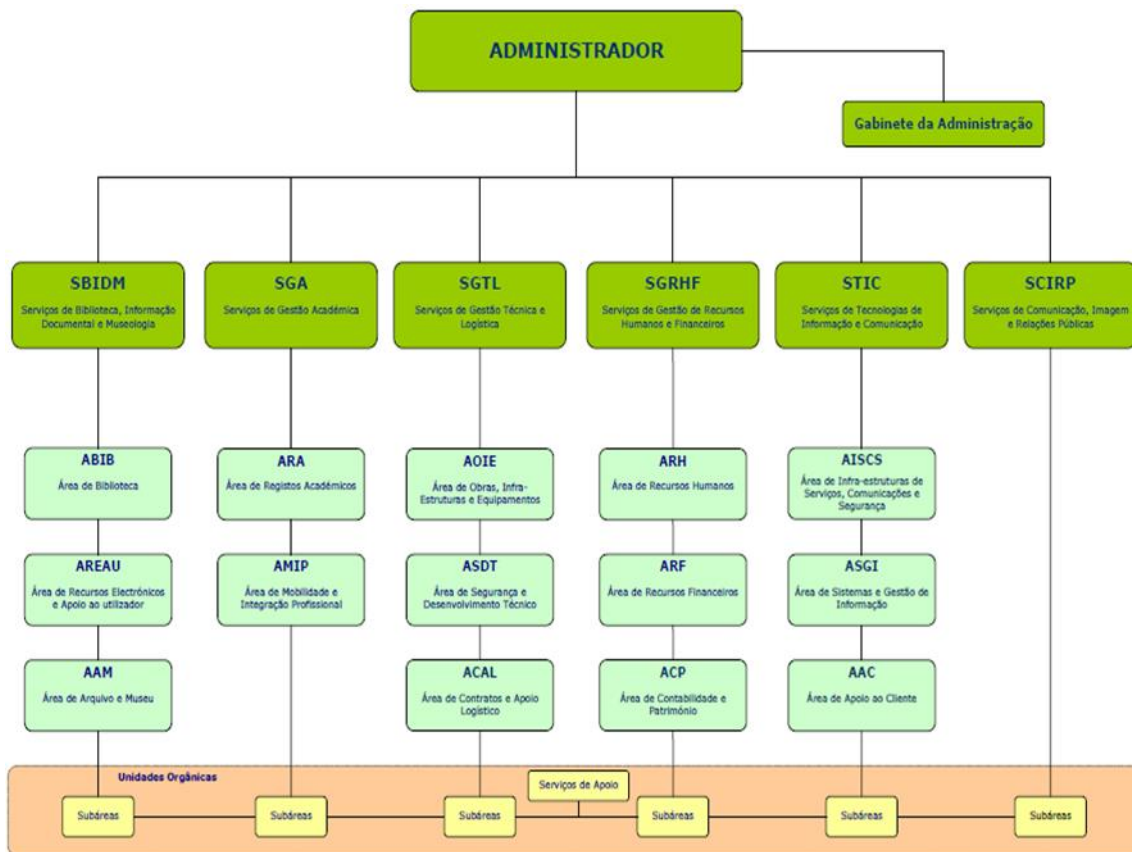 ADMINISTRADOR
Gabinete da Administração
SBIDM
Serviços de Biblioteca, Informação
Documental e Museologia
SGA
Serviços de Gestão Académica
SGTL
Serviços de Gestão Técnica e
Logística
SGRHF
Serviços de Gestão de Recursos
Humanos e Financeiros
STIC
Serviços de Tecnologias de
Informação e Comunicação
SCIRP
Serviços de Comunicação, Imagem
e Relações Públicas
ABIB
Área de Biblioteca
ARA
Área de Registos Académicos
AOIE
Área de Obras, Infra-
Estruturas e Equipamentos
ARH
Área de Recursos Humanos
AISCS
Área de Infra-estruturas de
Serviços, Comunicações e
Segurança
AREAU
Área de Recursos Electrónicos
e Apoio ao utilizador
AMIP
Área de Mobilidade e
Integração Profissional
ASDT
Área de Segurança e
Desenvolvimento Técnico
ARF
Área de Recursos Financeiros
ASGI
Área de Sistemas e Gestão de
Informação
AAM
Área de Arquivo e Museu
ACAL
Área de Contratos e Apoio
Logístico
ACP
Área de Contabilidade e
Património
AAC
Área de Apoio ao Cliente
Unidades Orgânicas
Serviços de Apoio
Subáreas
Subáreas
Subáreas
Subáreas
Subáreas
Subáreas